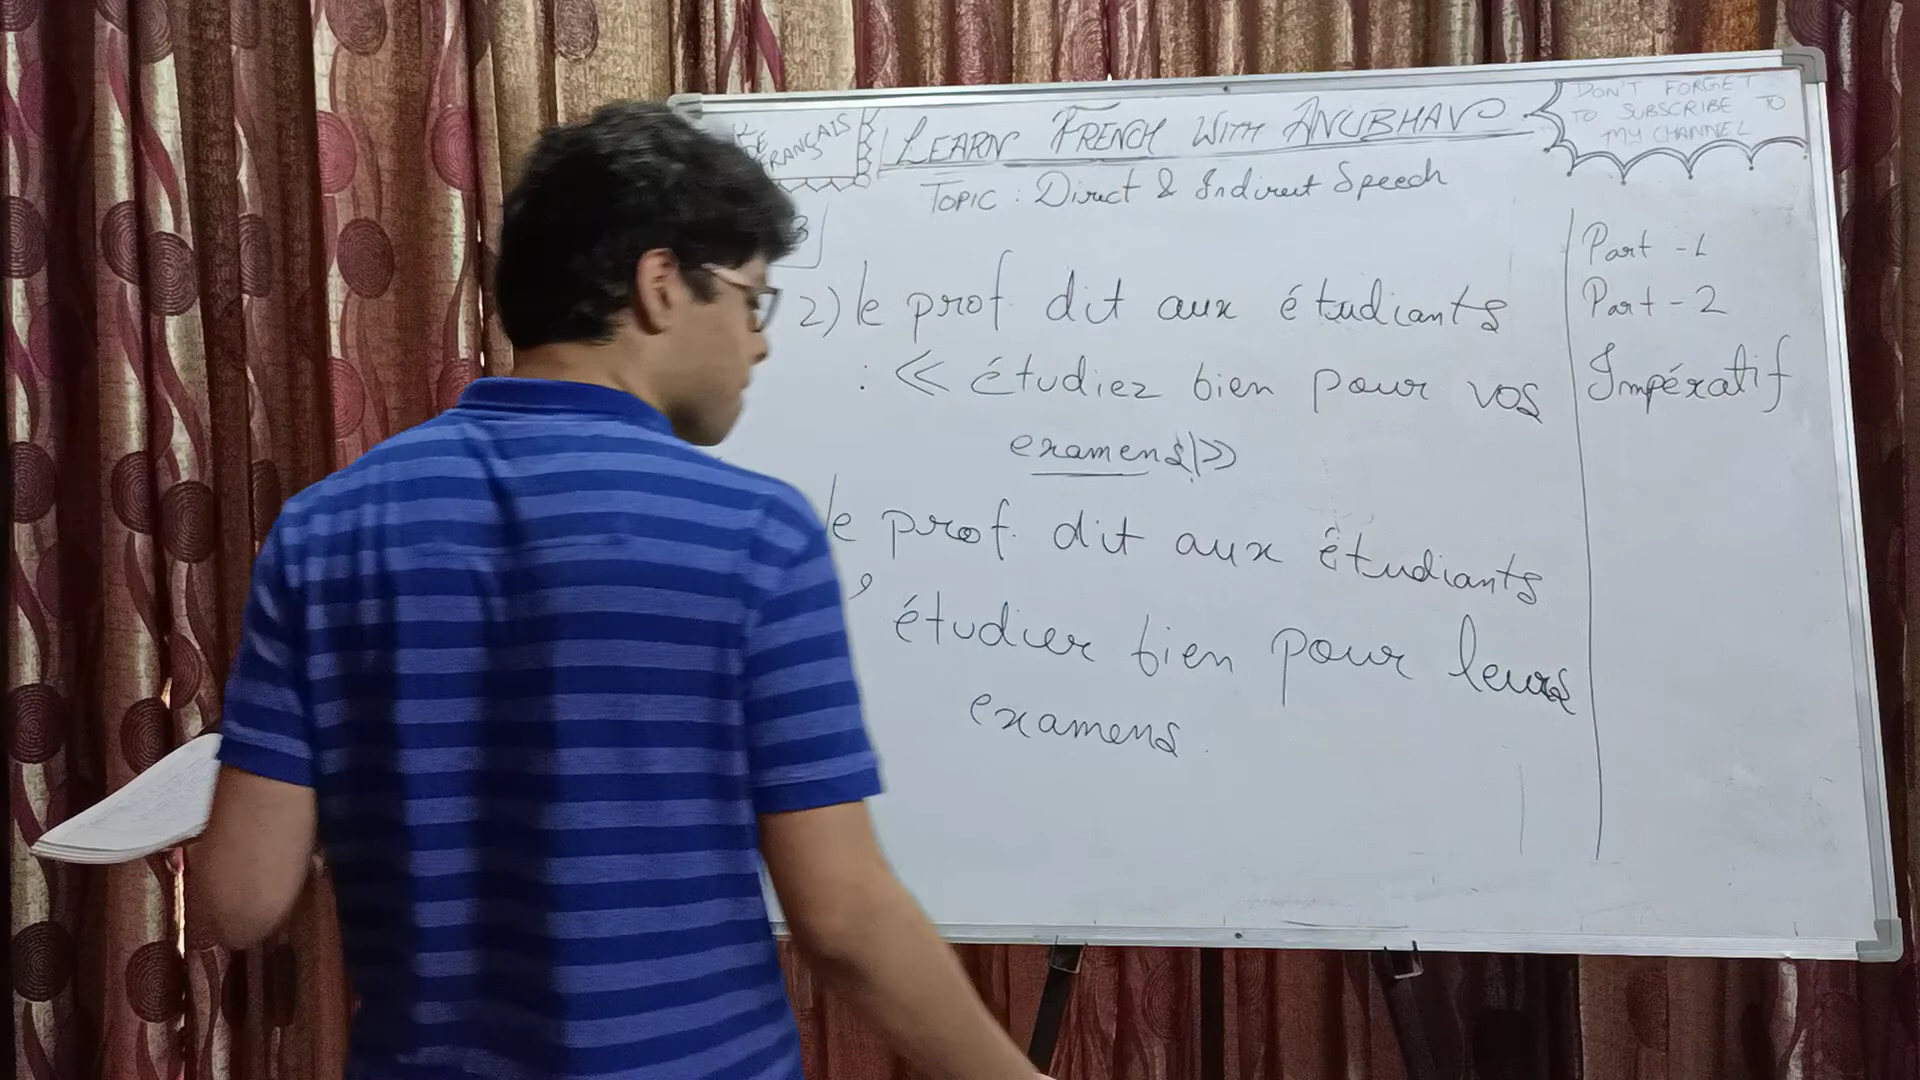 DE
FRANÇAIS
LEARN FRENCH WITH ANUBHAV
DON'T FORGET
TO SUBSCRIBE TO
MY CHANNEL
TOPIC : Direct & Indirect Speech
3
2) le prof. dit aux étudiants
: << étudiez bien pour vos
examens >>
le prof. dit aux étudiants
' étudier bien pour leurs
examens.
Part - 1
Part - 2
Impératif